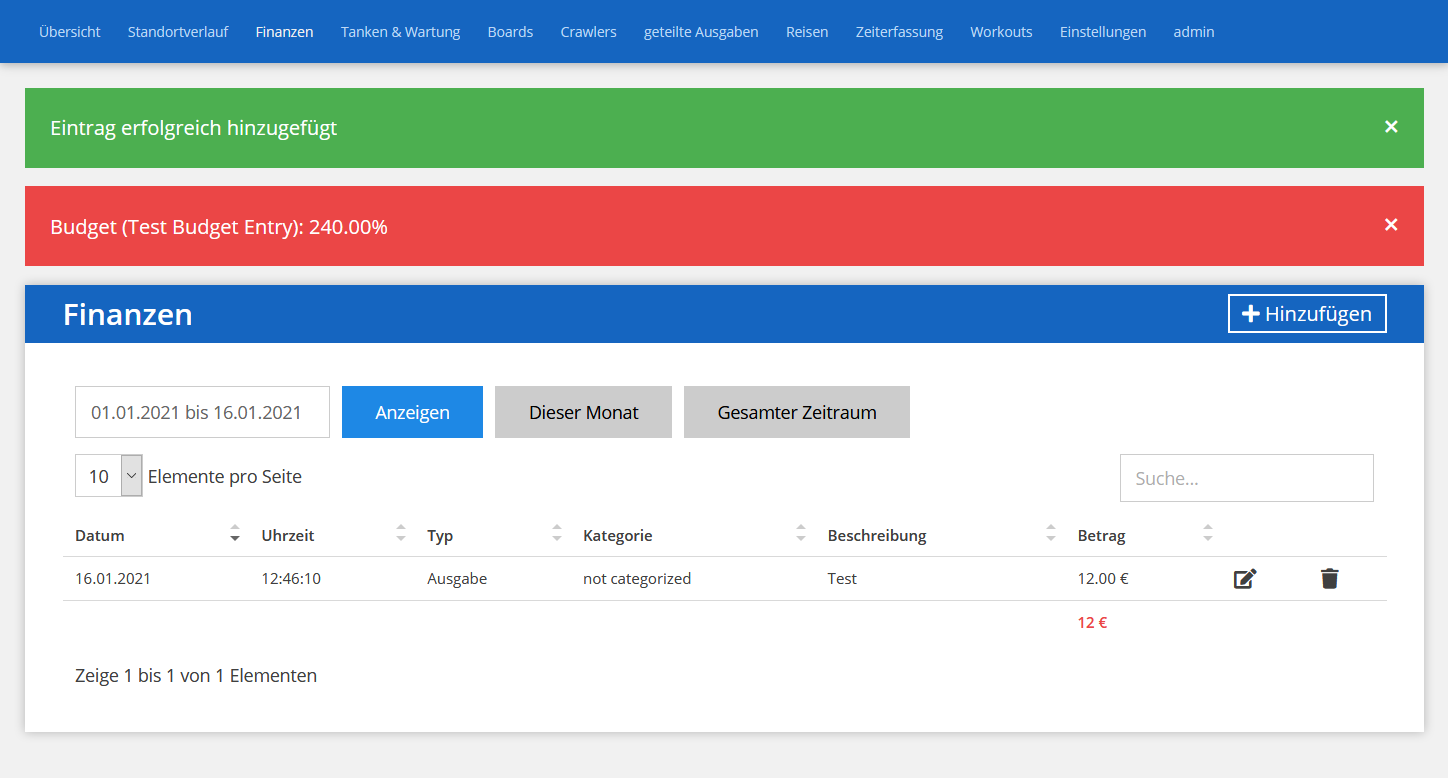 Übersicht Standortverlauf Finanzen Tanken & Wartung Boards Crawlers geteilte Ausgaben Reisen Zeiterfassung Workouts Einstellungen admin
Eintrag erfolgreich hinzugefügt ×
Budget (Test Budget Entry): 240.00% ×
Finanzen Hinzufügen
01.01.2021 bis 16.01.2021 Anzeigen Dieser Monat Gesamter Zeitraum
10 Elemente pro Seite Suche...
Datum Uhrzeit Typ Kategorie Beschreibung Betrag
16.01.2021 12:46:10 Ausgabe not categorized Test 12.00 €
12 €
Zeige 1 bis 1 von 1 Elementen